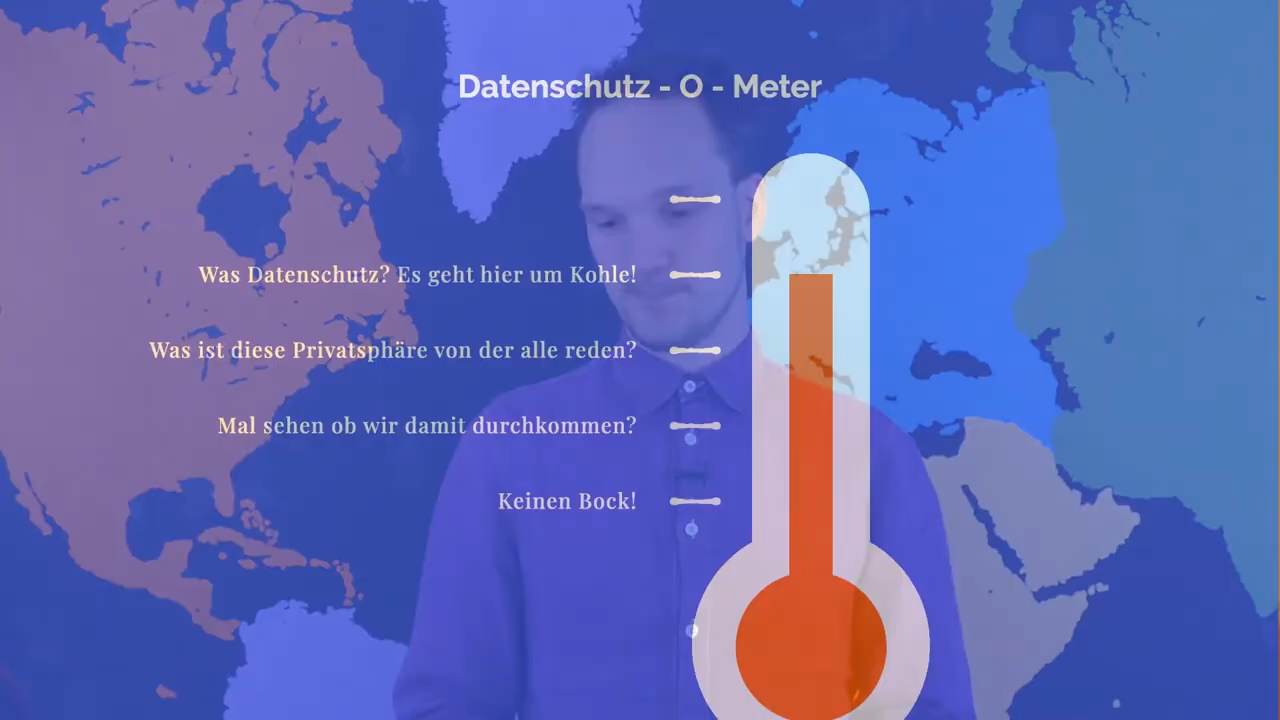 Datenschutz - O - Meter
Was Datenschutz? Es geht hier um Kohle!
Was ist diese Privatsphäre von der alle reden?
Mal sehen ob wir damit durchkommen?
Keinen Bock!